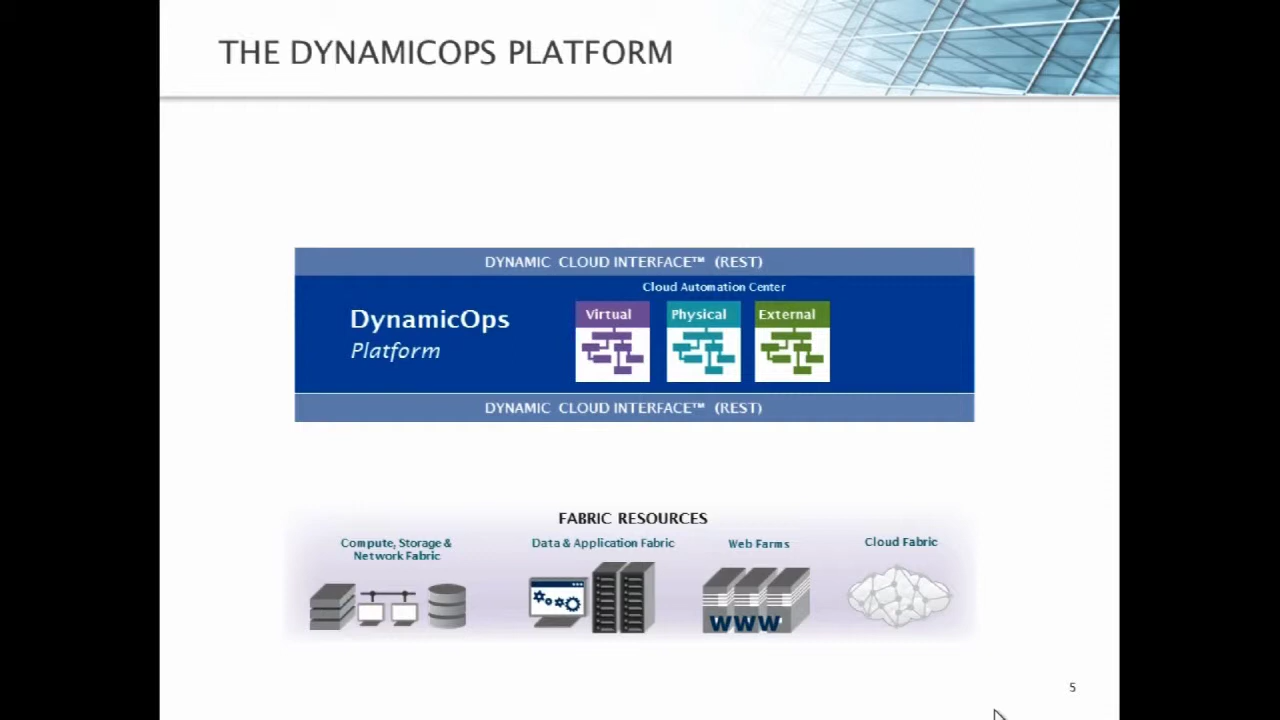 THE DYNAMICOPS PLATFORM
DYNAMIC CLOUD INTERFACE™ (REST)
Cloud Automation Center
DynamicOps
Platform
Virtual
Physical
External
DYNAMIC CLOUD INTERFACE™ (REST)
FABRIC RESOURCES
Compute, Storage &
Network Fabric
Data & Application Fabric
Web Farms
Cloud Fabric
WWW
5